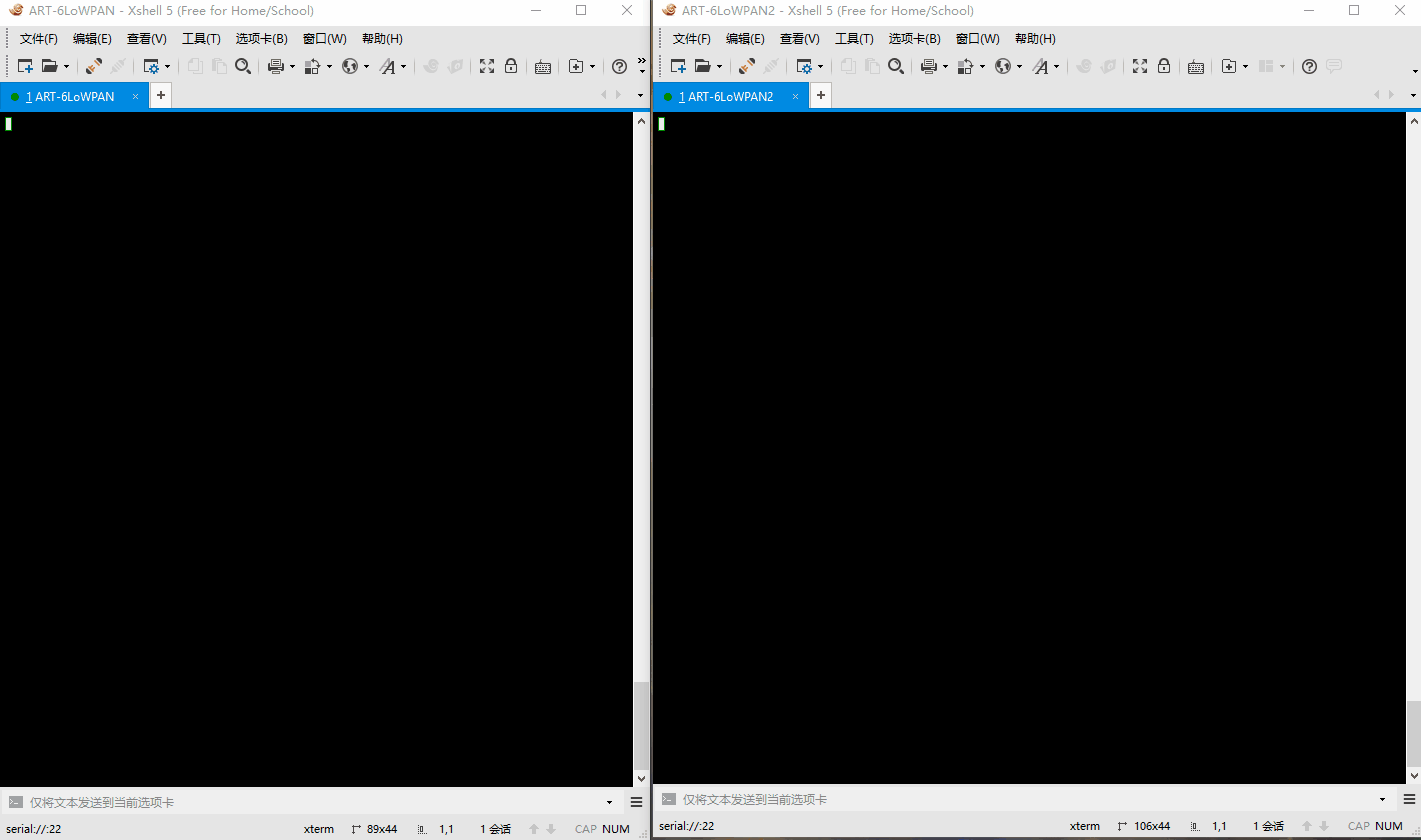 ART-6LoWPAN - Xshell 5 (Free for Home/School)
文件(F) 编辑(E) 查看(V) 工具(T) 选项卡(B) 窗口(W) 帮助(H)
1 ART-6LoWPAN
仅将文本发送到当前选项卡
serial://:22 xterm 89x44 1,1 1 会话 CAP NUM
ART-6LoWPAN2 - Xshell 5 (Free for Home/School)
文件(F) 编辑(E) 查看(V) 工具(T) 选项卡(B) 窗口(W) 帮助(H)
1 ART-6LoWPAN2
仅将文本发送到当前选项卡
serial://:22 xterm 106x44 1,1 1 会话 CAP NUM